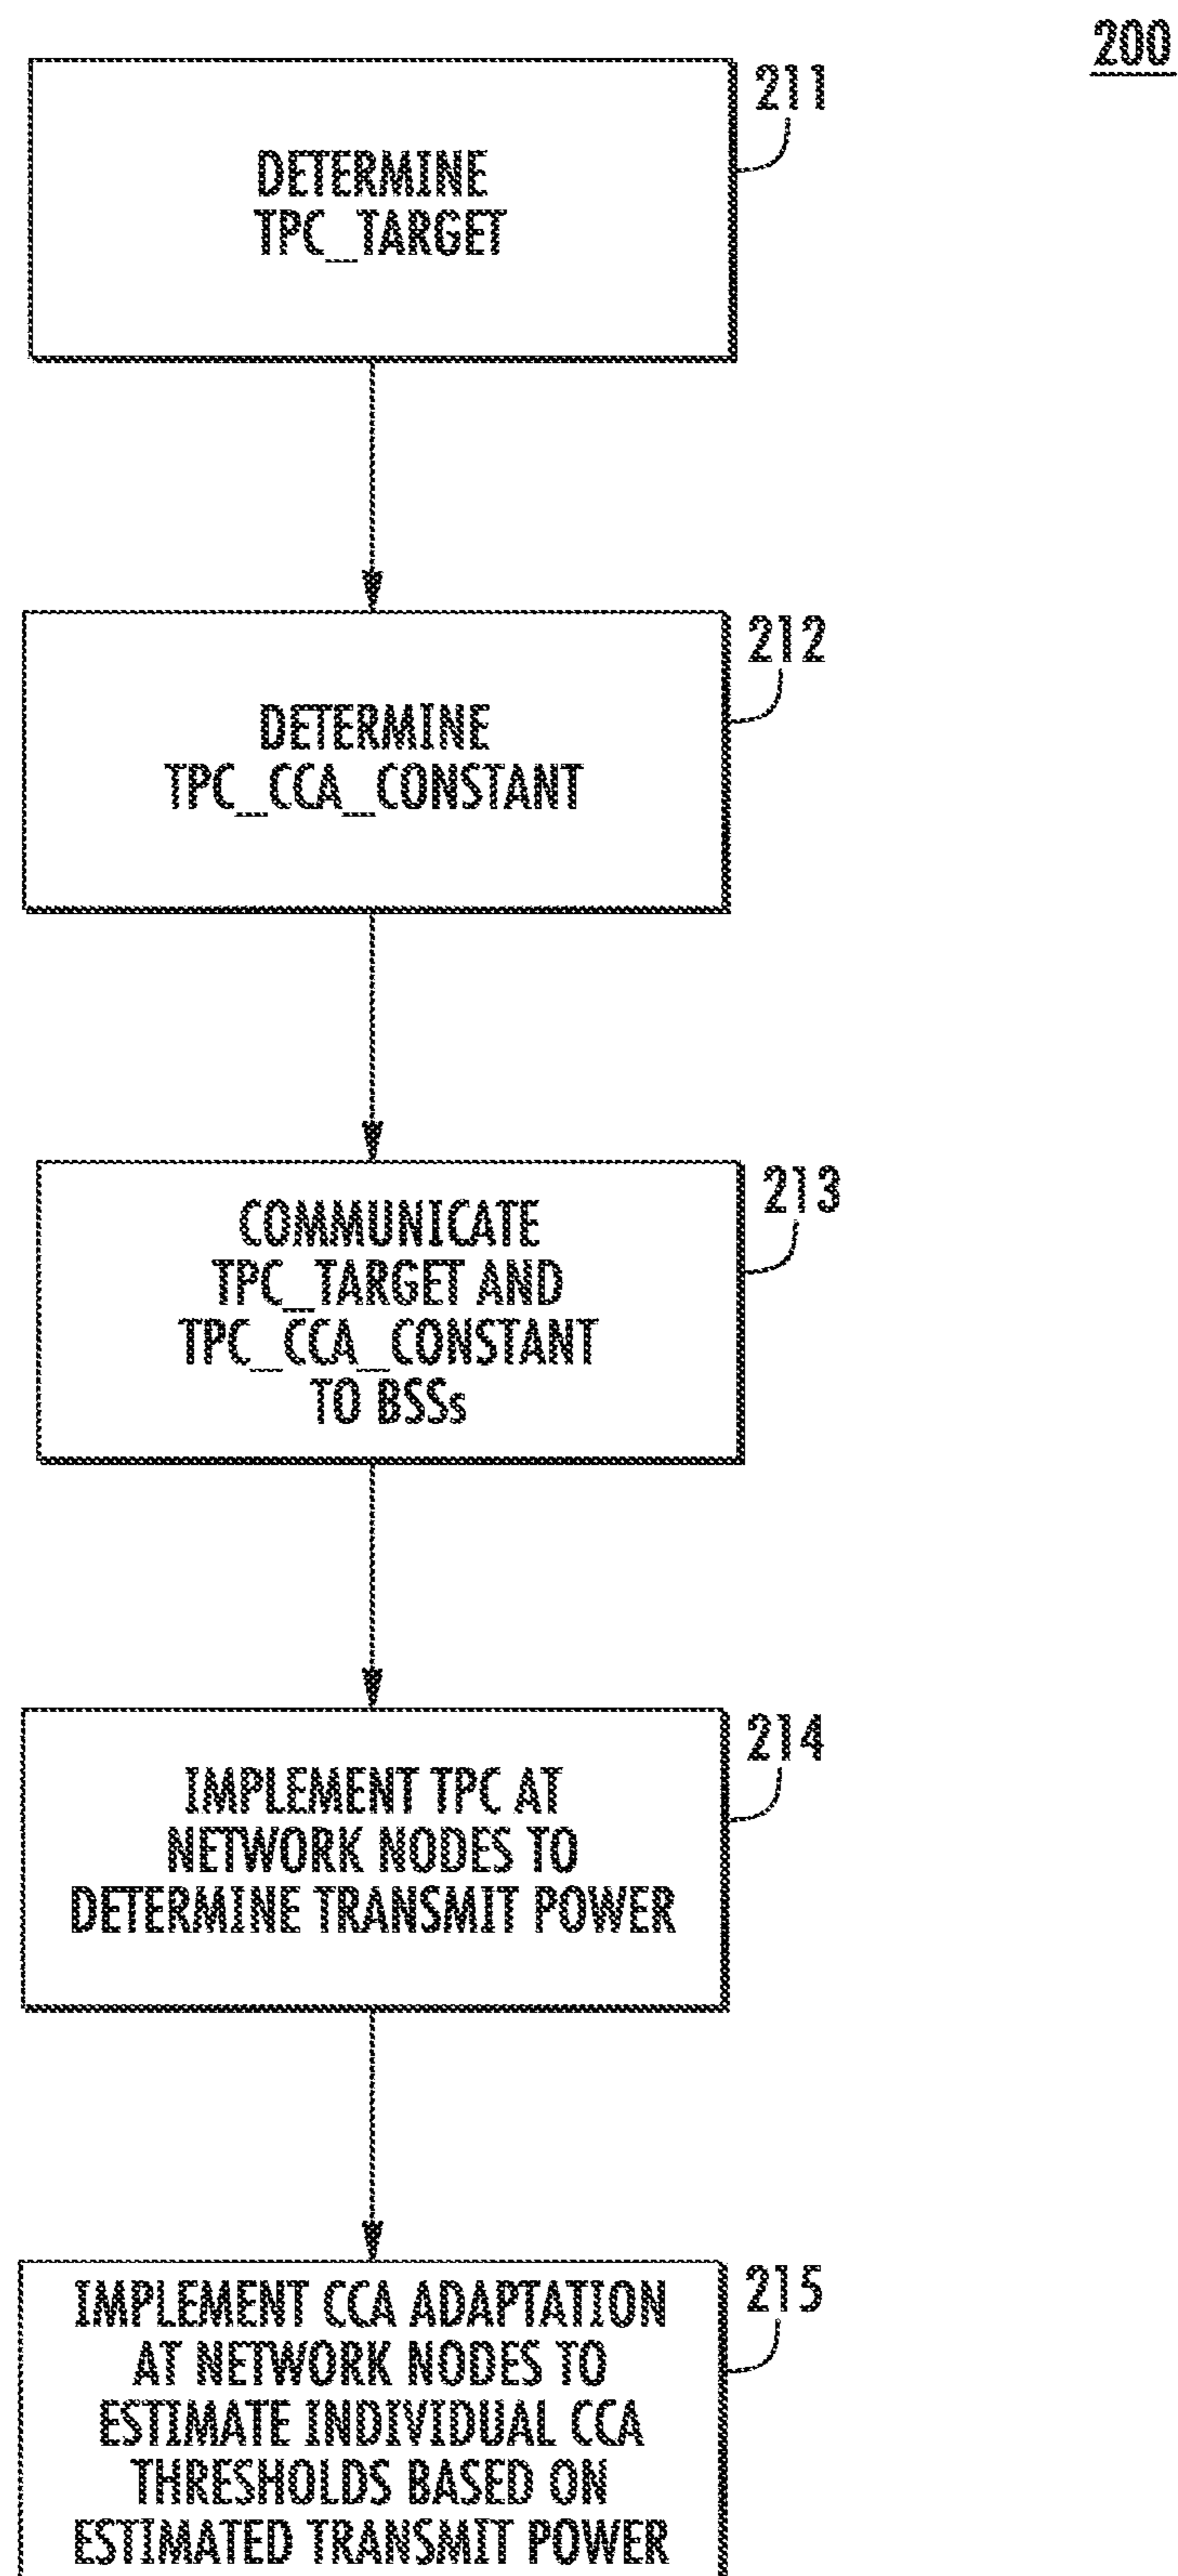 200
211
DETERMINE
TPC_TARGET
212
DETERMINE
TPC_CCA_CONSTANT
213
COMMUNICATE
TPC_TARGET AND
TPC_CCA_CONSTANT
TO BSSs
214
IMPLEMENT TPC AT
NETWORK NODES TO
DETERMINE TRANSMIT POWER
215
IMPLEMENT CCA ADAPTATION
AT NETWORK NODES TO
ESTIMATE INDIVIDUAL CCA
THRESHOLDS BASED ON
ESTIMATED TRANSMIT POWER